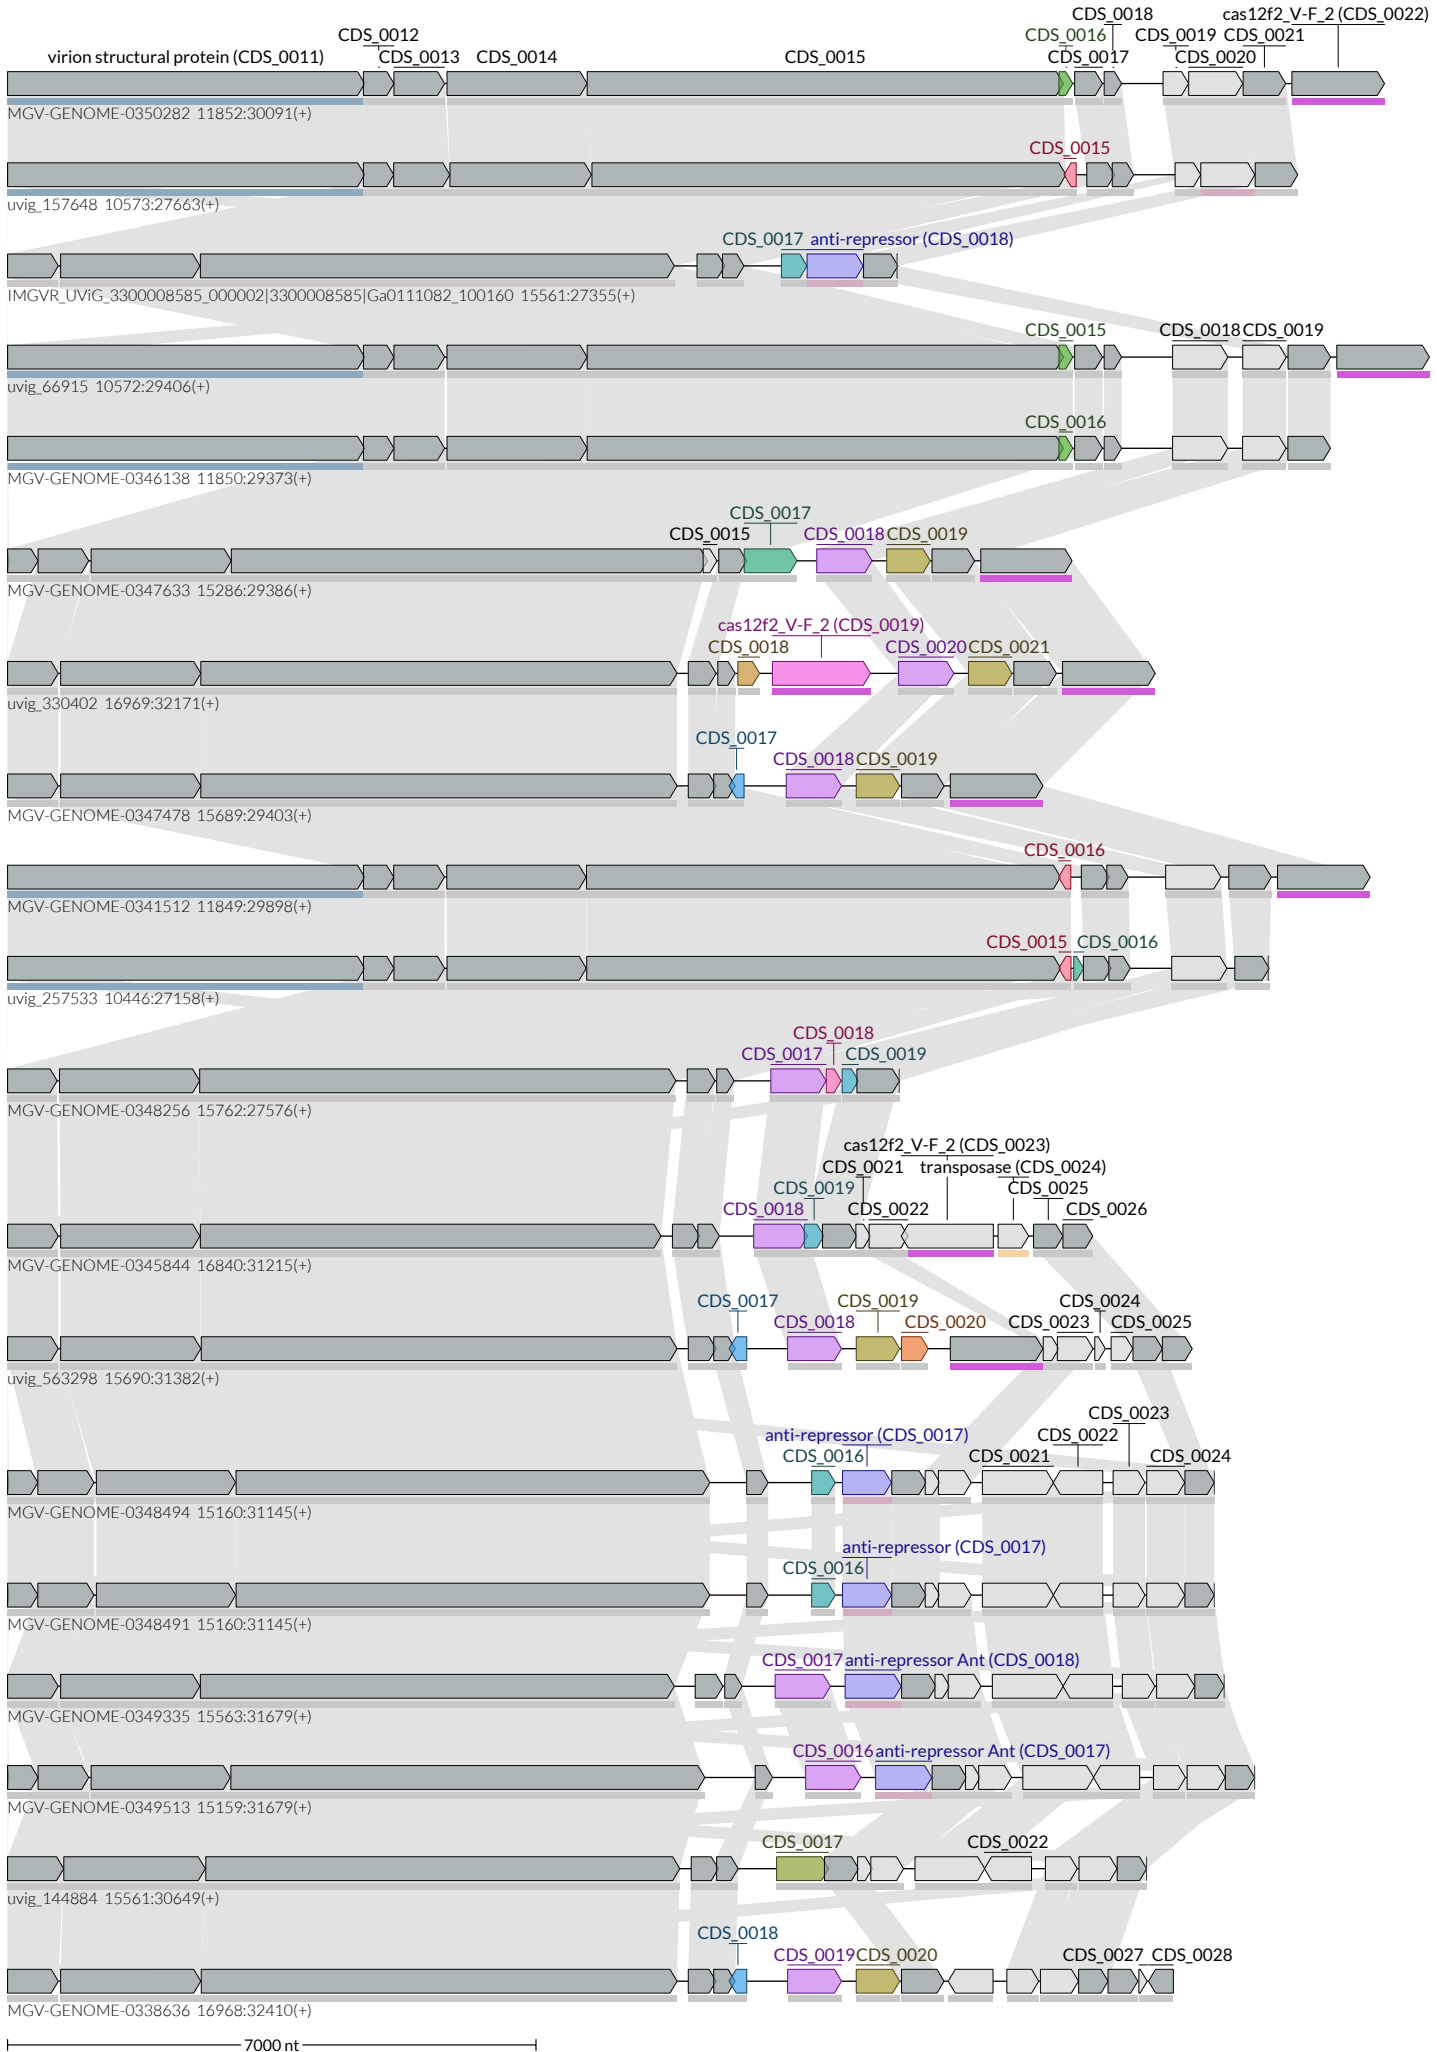 CDS_0018 cas12f2_V-F_2 (CDS_0022)
CDS_0012 CDS_0016 CDS_0019 CDS_0021
virion structural protein (CDS_0011) CDS_0013 CDS_0014 CDS_0015 CDS_0017 CDS_0020
MGV-GENOME-0350282 11852:30091(+)
CDS_0015
uvig_157648 10573:27663(+)
CDS_0017 anti-repressor (CDS_0018)
IMGVR_UViG_3300008585_000002|3300008585|Ga0111082_100160 15561:27355(+)
CDS_0015 CDS_0018 CDS_0019
uvig_66915 10572:29406(+)
CDS_0016
MGV-GENOME-0346138 11850:29373(+)
CDS_0017
CDS_0015 CDS_0018 CDS_0019
MGV-GENOME-0347633 15286:29386(+)
cas12f2_V-F_2 (CDS_0019)
CDS_0018 CDS_0020 CDS_0021
uvig_330402 16969:32171(+)
CDS_0017
CDS_0018 CDS_0019
MGV-GENOME-0347478 15689:29403(+)
CDS_0016
MGV-GENOME-0341512 11849:29898(+)
CDS_0015 CDS_0016
uvig_257533 10446:27158(+)
CDS_0018
CDS_0017 CDS_0019
MGV-GENOME-0348256 15762:27576(+)
cas12f2_V-F_2 (CDS_0023)
CDS_0021 transposase (CDS_0024)
CDS_0019 CDS_0025
CDS_0018 CDS_0022 CDS_0026
MGV-GENOME-0345844 16840:31215(+)
CDS_0017 CDS_0019 CDS_0024
CDS_0018 CDS_0020 CDS_0023 CDS_0025
uvig_563298 15690:31382(+)
CDS_0023
anti-repressor (CDS_0017) CDS_0022
CDS_0016 CDS_0021 CDS_0024
MGV-GENOME-0348494 15160:31145(+)
anti-repressor (CDS_0017)
CDS_0016
MGV-GENOME-0348491 15160:31145(+)
CDS_0017 anti-repressor Ant (CDS_0018)
MGV-GENOME-0349335 15563:31679(+)
CDS_0016 anti-repressor Ant (CDS_0017)
MGV-GENOME-0349513 15159:31679(+)
CDS_0017 CDS_0022
uvig_144884 15561:30649(+)
CDS_0018
CDS_0019 CDS_0020 CDS_0027 CDS_0028
MGV-GENOME-0338636 16968:32410(+)
7000 nt